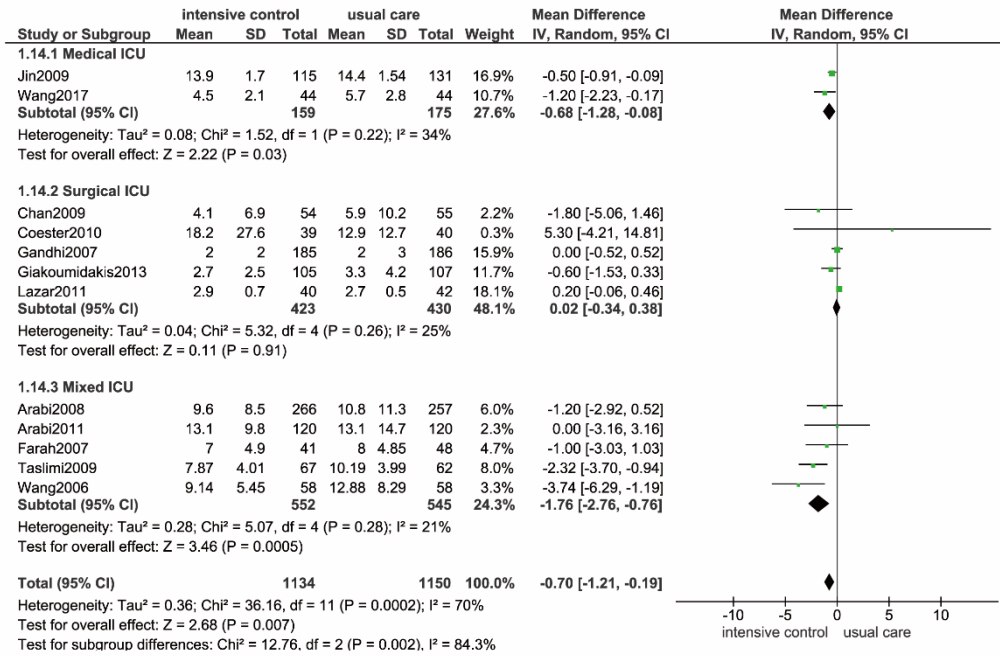 intensive control usual care Mean Difference Mean Difference
Study or Subgroup Mean SD Total Mean SD Total Weight IV, Random, 95% CI IV, Random, 95% CI
1.14.1 Medical ICU
Jin2009 13.9 1.7 115 14.4 1.54 131 16.9% -0.50 [-0.91, -0.09]
Wang2017 4.5 2.1 44 5.7 2.8 44 10.7% -1.20 [-2.23, -0.17]
Subtotal (95% CI) 159 175 27.6% -0.68 [-1.28, -0.08]
Heterogeneity: Tau² = 0.08; Chi² = 1.52, df = 1 (P = 0.22); I² = 34%
Test for overall effect: Z = 2.22 (P = 0.03)
1.14.2 Surgical ICU
Chan2009 4.1 6.9 54 5.9 10.2 55 2.2% -1.80 [-5.06, 1.46]
Coester2010 18.2 27.6 39 12.9 12.7 40 0.3% 5.30 [-4.21, 14.81]
Gandhi2007 2 2 185 2 3 186 15.9% 0.00 [-0.52, 0.52]
Giakoumidakis2013 2.7 2.5 105 3.3 4.2 107 11.7% -0.60 [-1.53, 0.33]
Lazar2011 2.9 0.7 40 2.7 0.5 42 18.1% 0.20 [-0.06, 0.46]
Subtotal (95% CI) 423 430 48.1% 0.02 [-0.34, 0.38]
Heterogeneity: Tau² = 0.04; Chi² = 5.32, df = 4 (P = 0.26); I² = 25%
Test for overall effect: Z = 0.11 (P = 0.91)
1.14.3 Mixed ICU
Arabi2008 9.6 8.5 266 10.8 11.3 257 6.0% -1.20 [-2.92, 0.52]
Arabi2011 13.1 9.8 120 13.1 14.7 120 2.3% 0.00 [-3.16, 3.16]
Farah2007 7 4.9 41 8 4.85 48 4.7% -1.00 [-3.03, 1.03]
Taslimi2009 7.87 4.01 67 10.19 3.99 62 8.0% -2.32 [-3.70, -0.94]
Wang2006 9.14 5.45 58 12.88 8.29 58 3.3% -3.74 [-6.29, -1.19]
Subtotal (95% CI) 552 545 24.3% -1.76 [-2.76, -0.76]
Heterogeneity: Tau² = 0.28; Chi² = 5.07, df = 4 (P = 0.28); I² = 21%
Test for overall effect: Z = 3.46 (P = 0.0005)
Total (95% CI) 1134 1150 100.0% -0.70 [-1.21, -0.19]
Heterogeneity: Tau² = 0.36; Chi² = 36.16, df = 11 (P = 0.0002); I² = 70%
Test for overall effect: Z = 2.68 (P = 0.007)
Test for subgroup differences: Chi² = 12.76, df = 2 (P = 0.002), I² = 84.3%
-10 -5 0 5 10
intensive control usual care